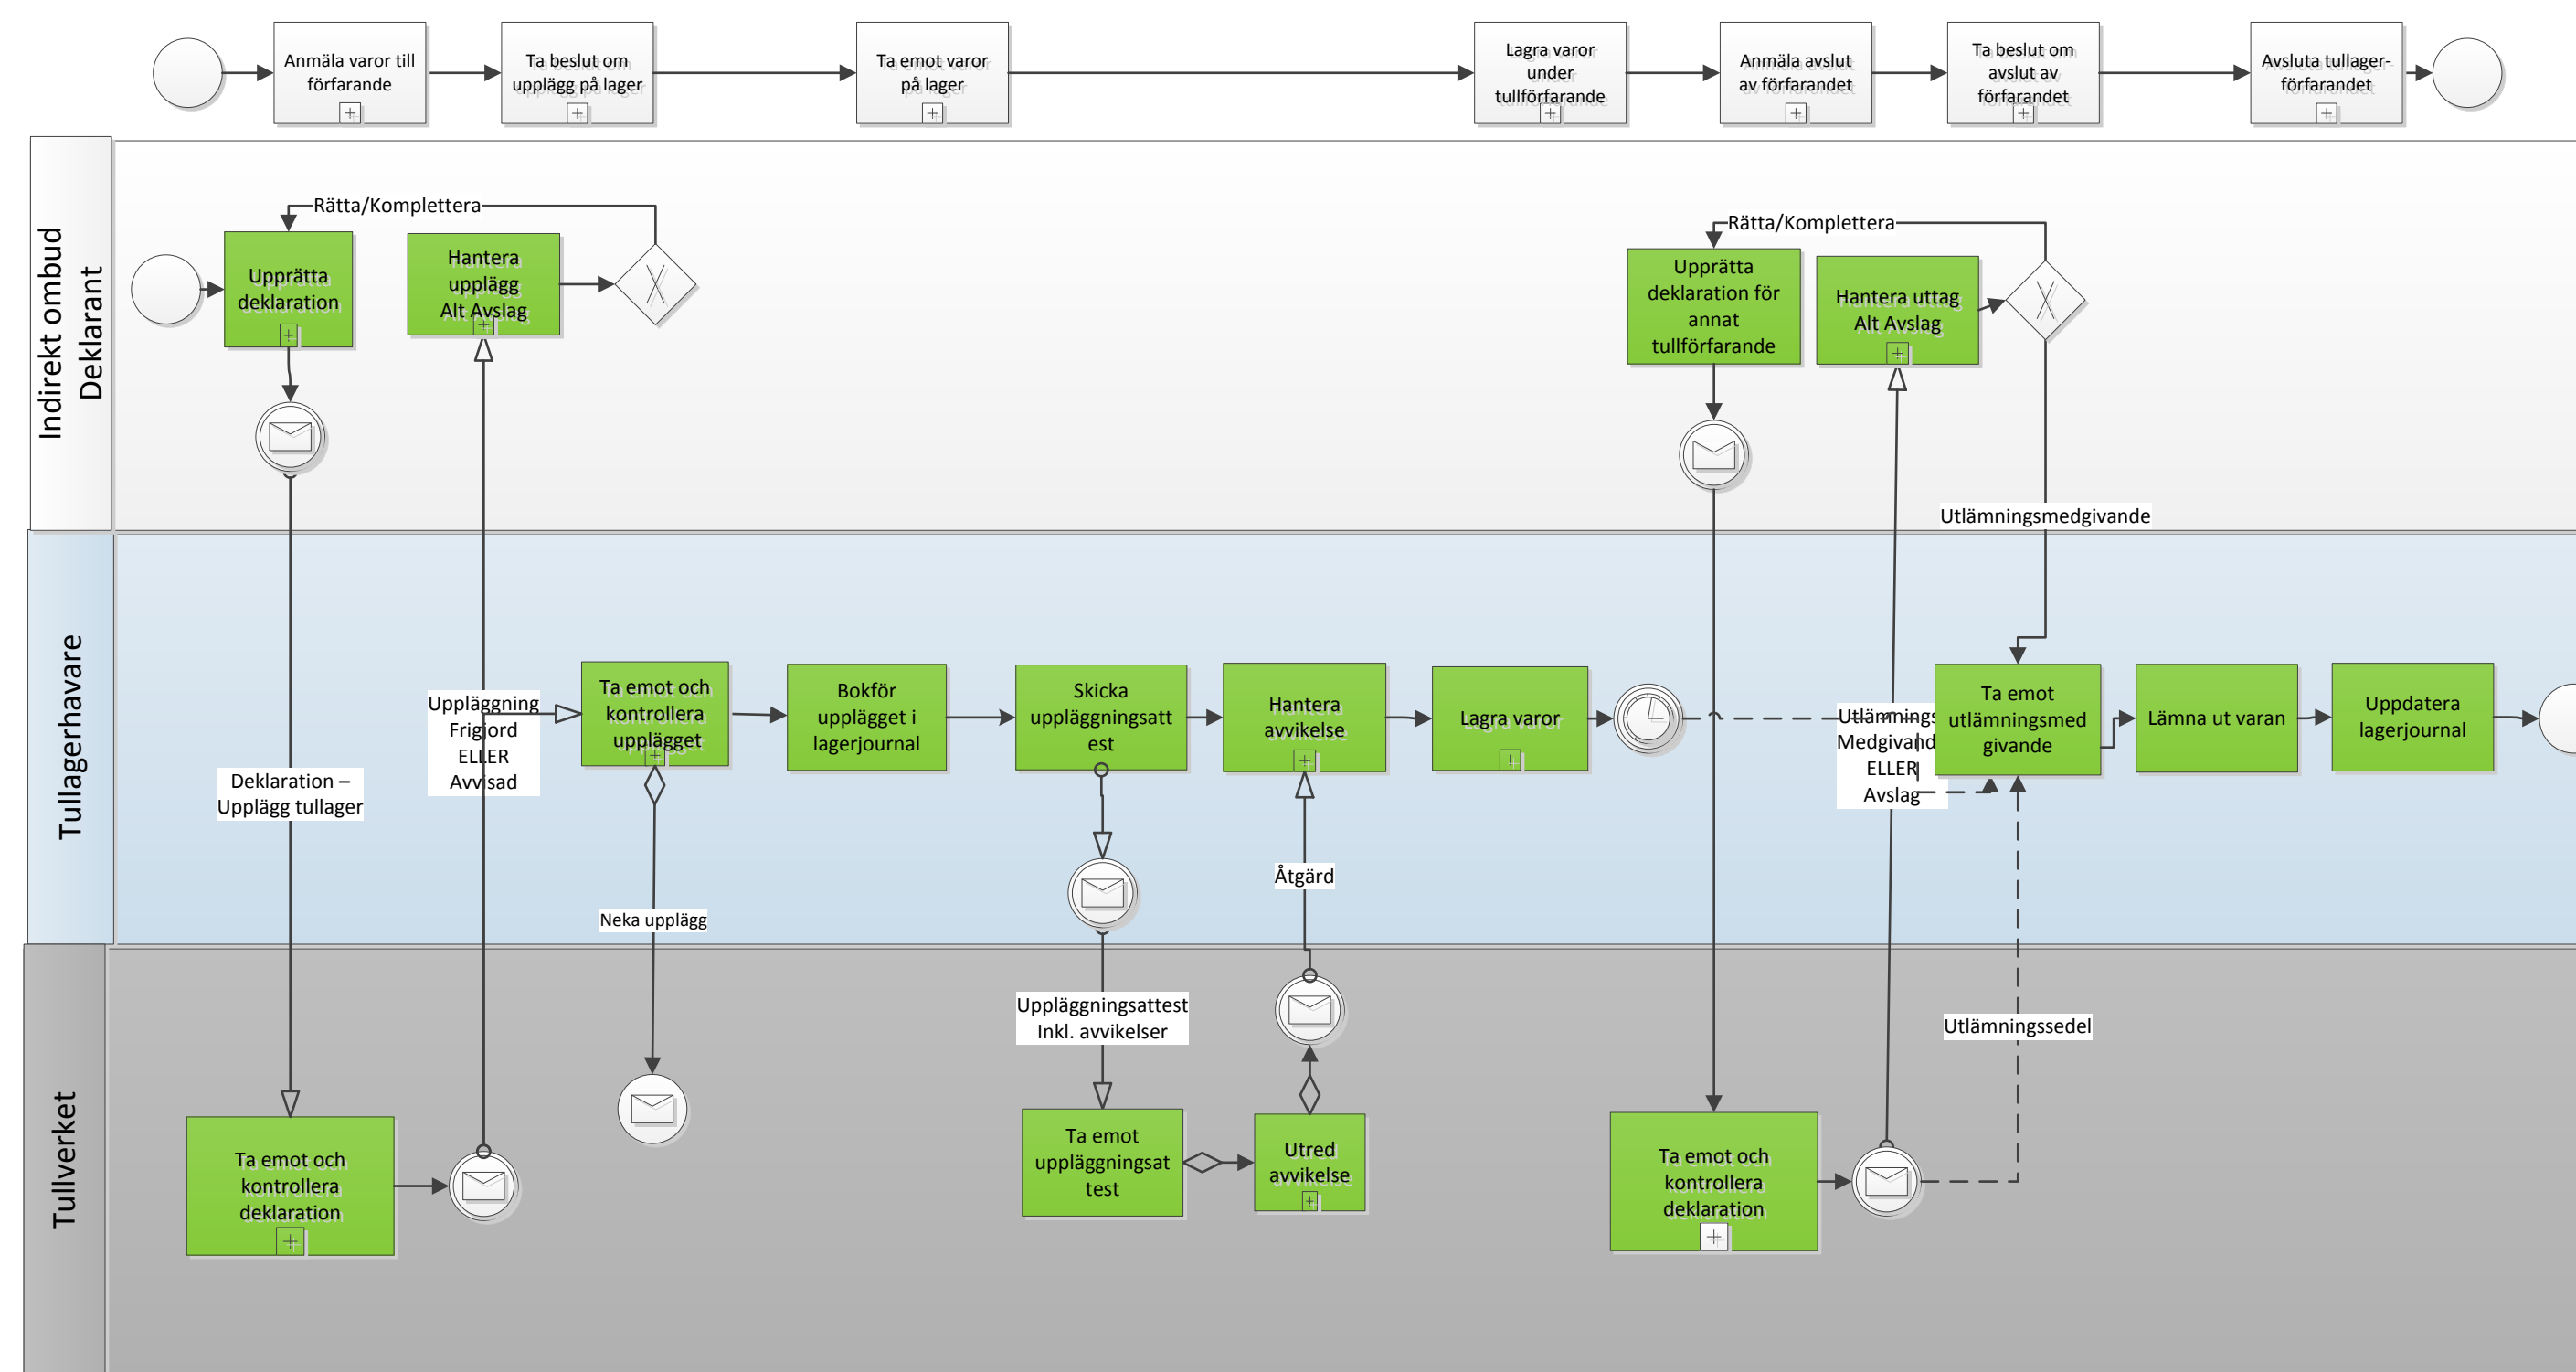 Anmäla varor till
förfarande
Ta beslut om
upplägg på lager
Ta emot varor
på lager
Lagra varor
under
tullförfarande
Anmäla avslut
av förfarandet
Ta beslut om
avslut av
förfarandet
Avsluta tullager-
förfarandet
Indirekt ombud
Deklarant
Rätta/Komplettera
Upprätta
deklaration
Hantera
upplägg
Alt Avslag
Rätta/Komplettera
Upprätta
deklaration för
annat
tullförfarande
Hantera uttag
Alt Avslag
Utlämningsmedgivande
Tullagerhavare
Deklaration –
Upplägg tullager
Uppläggning
Frigjord
ELLER
Avvisad
Ta emot och
kontrollera
upplägget
Neka upplägg
Bokför
upplägget i
lagerjournal
Skicka
uppläggningsatt
est
Hantera
avvikelse
Åtgärd
Lagra varor
Utlämnings
Medgivand
ELLER
Avslag
Ta emot
utlämningsmed
givande
Lämna ut varan
Uppdatera
lagerjournal
Tullverket
Ta emot och
kontrollera
deklaration
Uppläggningsattest
Inkl. avvikelser
Ta emot
uppläggningsat
test
Utred
avvikelse
Ta emot och
kontrollera
deklaration
Utlämningssedel